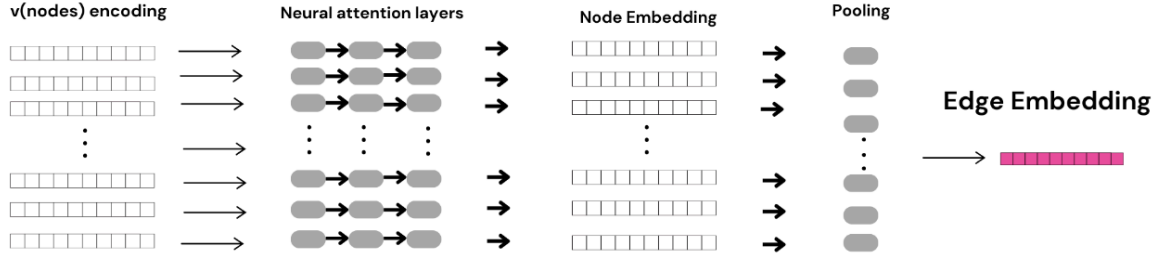 v(nodes) encoding
Neural attention layers
Node Embedding
Pooling
Edge Embedding